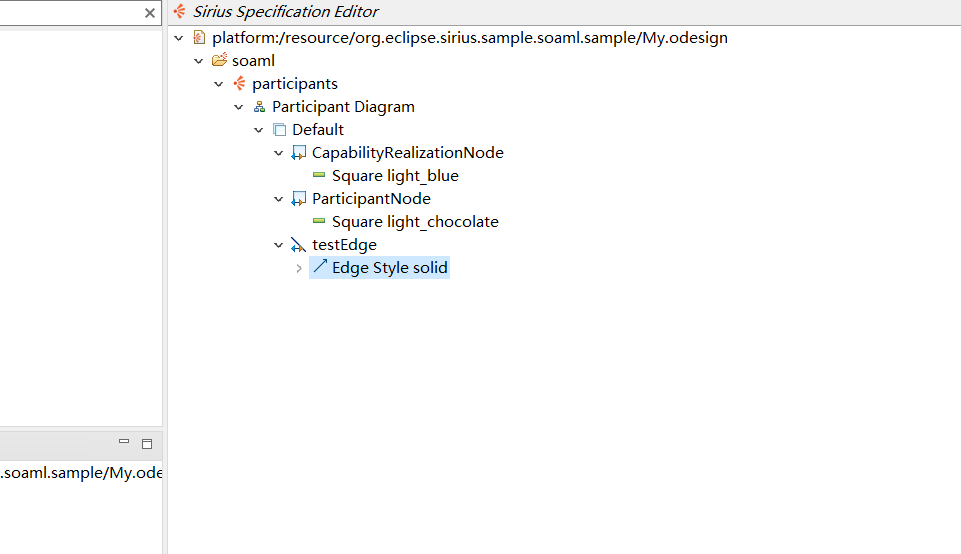 Sirius Specification Editor
platform:/resource/org.eclipse.sirius.sample.soaml.sample/My.odesign
soaml
participants
Participant Diagram
Default
CapabilityRealizationNode
Square light_blue
ParticipantNode
Square light_chocolate
testEdge
Edge Style solid
.soaml.sample/My.ode